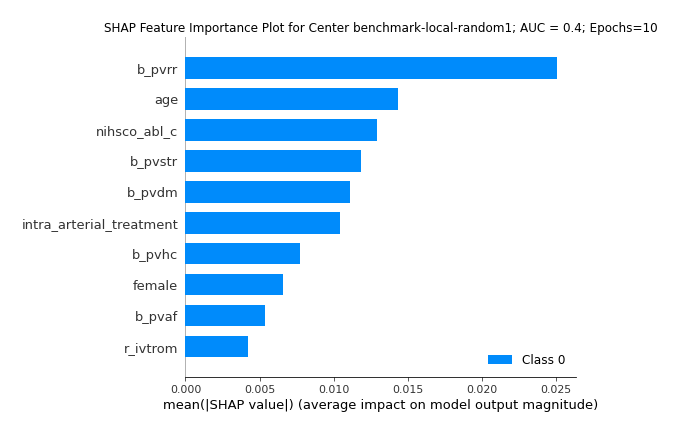 SHAP Feature Importance Plot for Center benchmark-local-random1; AUC = 0.4; Epochs=10
b_pvrr
age
nihsco_abl_c
b_pvstr
b_pvdm
intra_arterial_treatment
b_pvhc
female
b_pvaf
r_ivtrom
Class 0
0.000 0.005 0.010 0.015 0.020 0.025
mean(|SHAP value|) (average impact on model output magnitude)